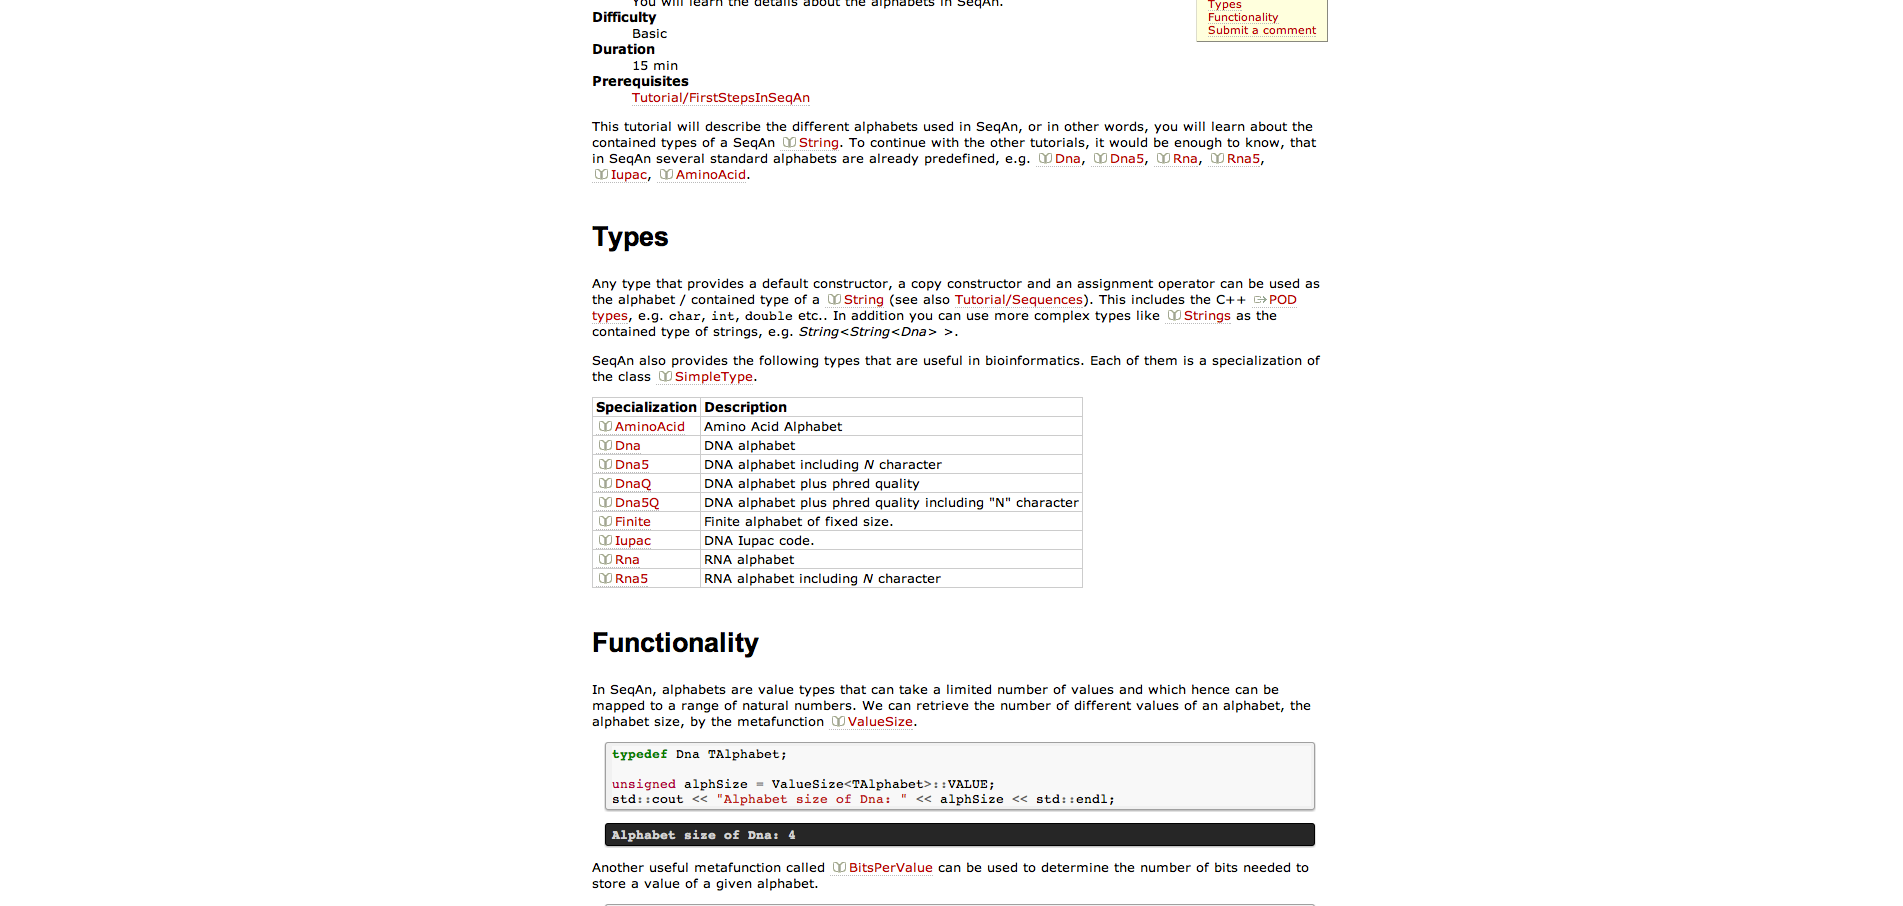 You will learn the details about the alphabets in SeqAn.
Types
Difficulty
Functionality
Basic
Submit a comment
Duration
15 min
Prerequisites
Tutorial/FirstStepsInSeqAn
This tutorial will describe the different alphabets used in SeqAn, or in other words, you will learn about the
contained types of a SeqAn String. To continue with the other tutorials, it would be enough to know, that
in SeqAn several standard alphabets are already predefined, e.g. Dna, Dna5, Rna, Rna5,
Iupac, AminoAcid.
Types
Any type that provides a default constructor, a copy constructor and an assignment operator can be used as
the alphabet / contained type of a String (see also Tutorial/Sequences). This includes the C++ POD
types, e.g. char, int, double etc.. In addition you can use more complex types like Strings as the
contained type of strings, e.g. String<String<Dna> >.
SeqAn also provides the following types that are useful in bioinformatics. Each of them is a specialization of
the class SimpleType.
Specialization Description
AminoAcid Amino Acid Alphabet
Dna DNA alphabet
Dna5 DNA alphabet including N character
DnaQ DNA alphabet plus phred quality
Dna5Q DNA alphabet plus phred quality including "N" character
Finite Finite alphabet of fixed size.
Iupac DNA Iupac code.
Rna RNA alphabet
Rna5 RNA alphabet including N character
Functionality
In SeqAn, alphabets are value types that can take a limited number of values and which hence can be
mapped to a range of natural numbers. We can retrieve the number of different values of an alphabet, the
alphabet size, by the metafunction ValueSize.
typedef Dna TAlphabet;
unsigned alphSize = ValueSize<TAlphabet>::VALUE;
std::cout << "Alphabet size of Dna: " << alphSize << std::endl;
Alphabet size of Dna: 4
Another useful metafunction called BitsPerValue can be used to determine the number of bits needed to
store a value of a given alphabet.